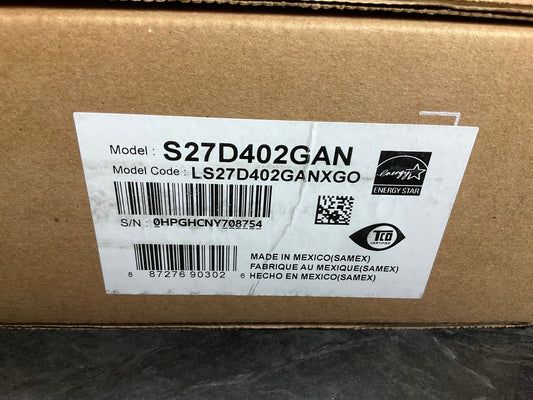 Model : S27D402GAN
Model Code : LS27D402GANXGO
energy
ENERGY STAR
S/N : 0HPGHCNY708754
TCO
CERTIFIED
8 87276 90302 6
MADE IN MEXICO(SAMEX)
FABRIQUE AU MEXIQUE(SAMEX)
HECHO EN MEXICO(SAMEX)